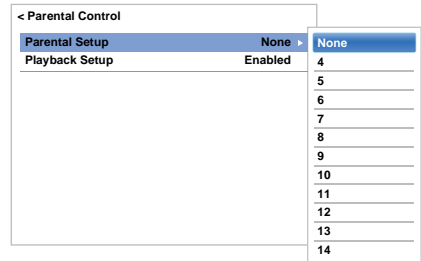 < Parental Control
Parental Setup None ▸
Playback Setup Enabled
None
4
5
6
7
8
9
10
11
12
13
14